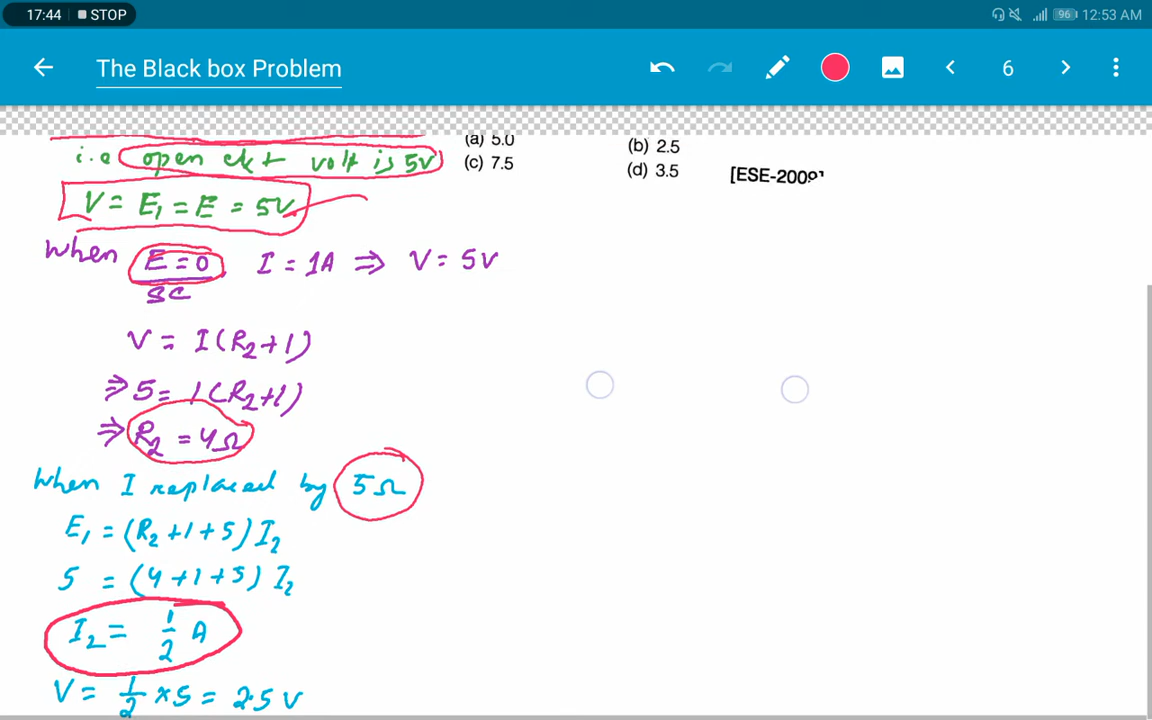 17:44 STOP 96 12:53 AM
The Black box Problem 6
(a) 5.0 (b) 2.5
(c) 7.5 (d) 3.5 [ESE-2009]
i.e open ckt volt is 5V
V = E₁ = E = 5V
When E = 0 I = 1A ⇒ V = 5V
SC
V = I(R₂+1)
⇒ 5 = 1(R₂+1)
⇒ R₂ = 4Ω
When I replaced by 5Ω
E₁ = (R₂+1+5) I₂
5 = (4+1+5) I₂
I₂ = 1/2 A
V = 1/2 × 5 = 2.5 V